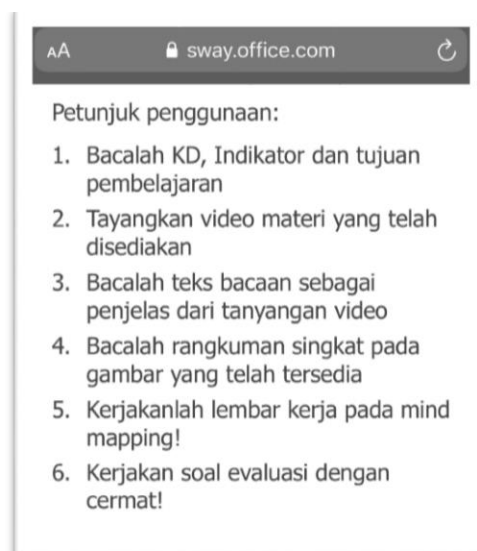 AA sway.office.com
Petunjuk penggunaan:
1. Bacalah KD, Indikator dan tujuan
pembelajaran
2. Tayangkan video materi yang telah
disediakan
3. Bacalah teks bacaan sebagai
penjelas dari tanyangan video
4. Bacalah rangkuman singkat pada
gambar yang telah tersedia
5. Kerjakanlah lembar kerja pada mind
mapping!
6. Kerjakan soal evaluasi dengan
cermat!